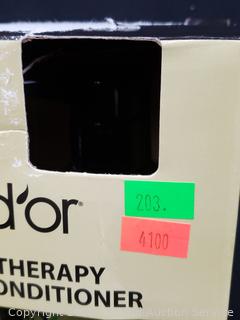 d'or®
203.
4100
THERAPY
ONDITIONER